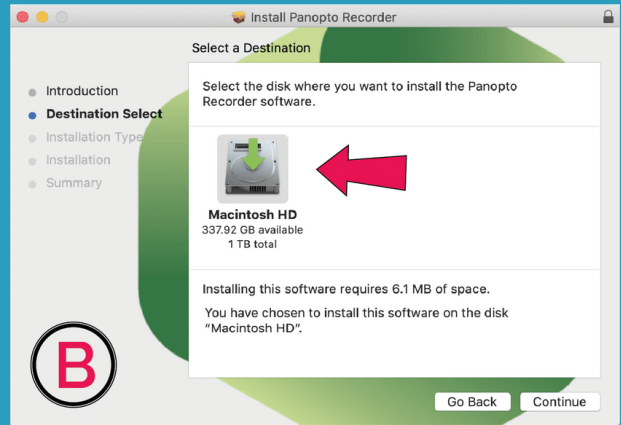 Install Panopto Recorder
Select a Destination
Introduction
Destination Select
Installation Type
Installation
Summary
Select the disk where you want to install the Panopto
Recorder software.
Macintosh HD
337.92 GB available
1 TB total
Installing this software requires 6.1 MB of space.
You have chosen to install this software on the disk
“Macintosh HD”.
B
Go Back
Continue